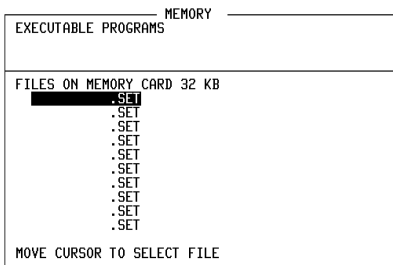 MEMORY
EXECUTABLE PROGRAMS
FILES ON MEMORY CARD 32 KB
.SET
.SET
.SET
.SET
.SET
.SET
.SET
.SET
.SET
.SET
MOVE CURSOR TO SELECT FILE